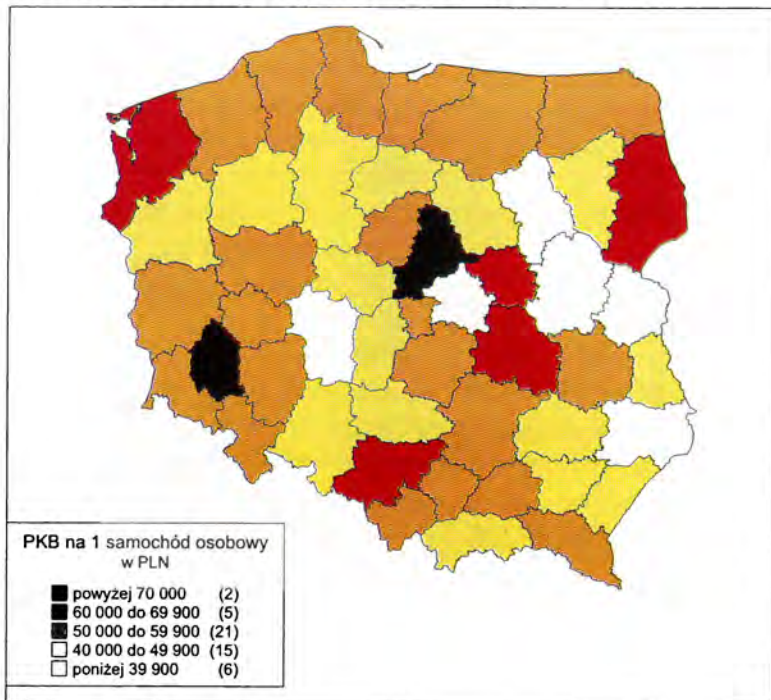 PKB na 1 samochód osobowy
w PLN
powyżej 70 000 (2)
60 000 do 69 900 (5)
50 000 do 59 900 (21)
40 000 do 49 900 (15)
poniżej 39 900 (6)